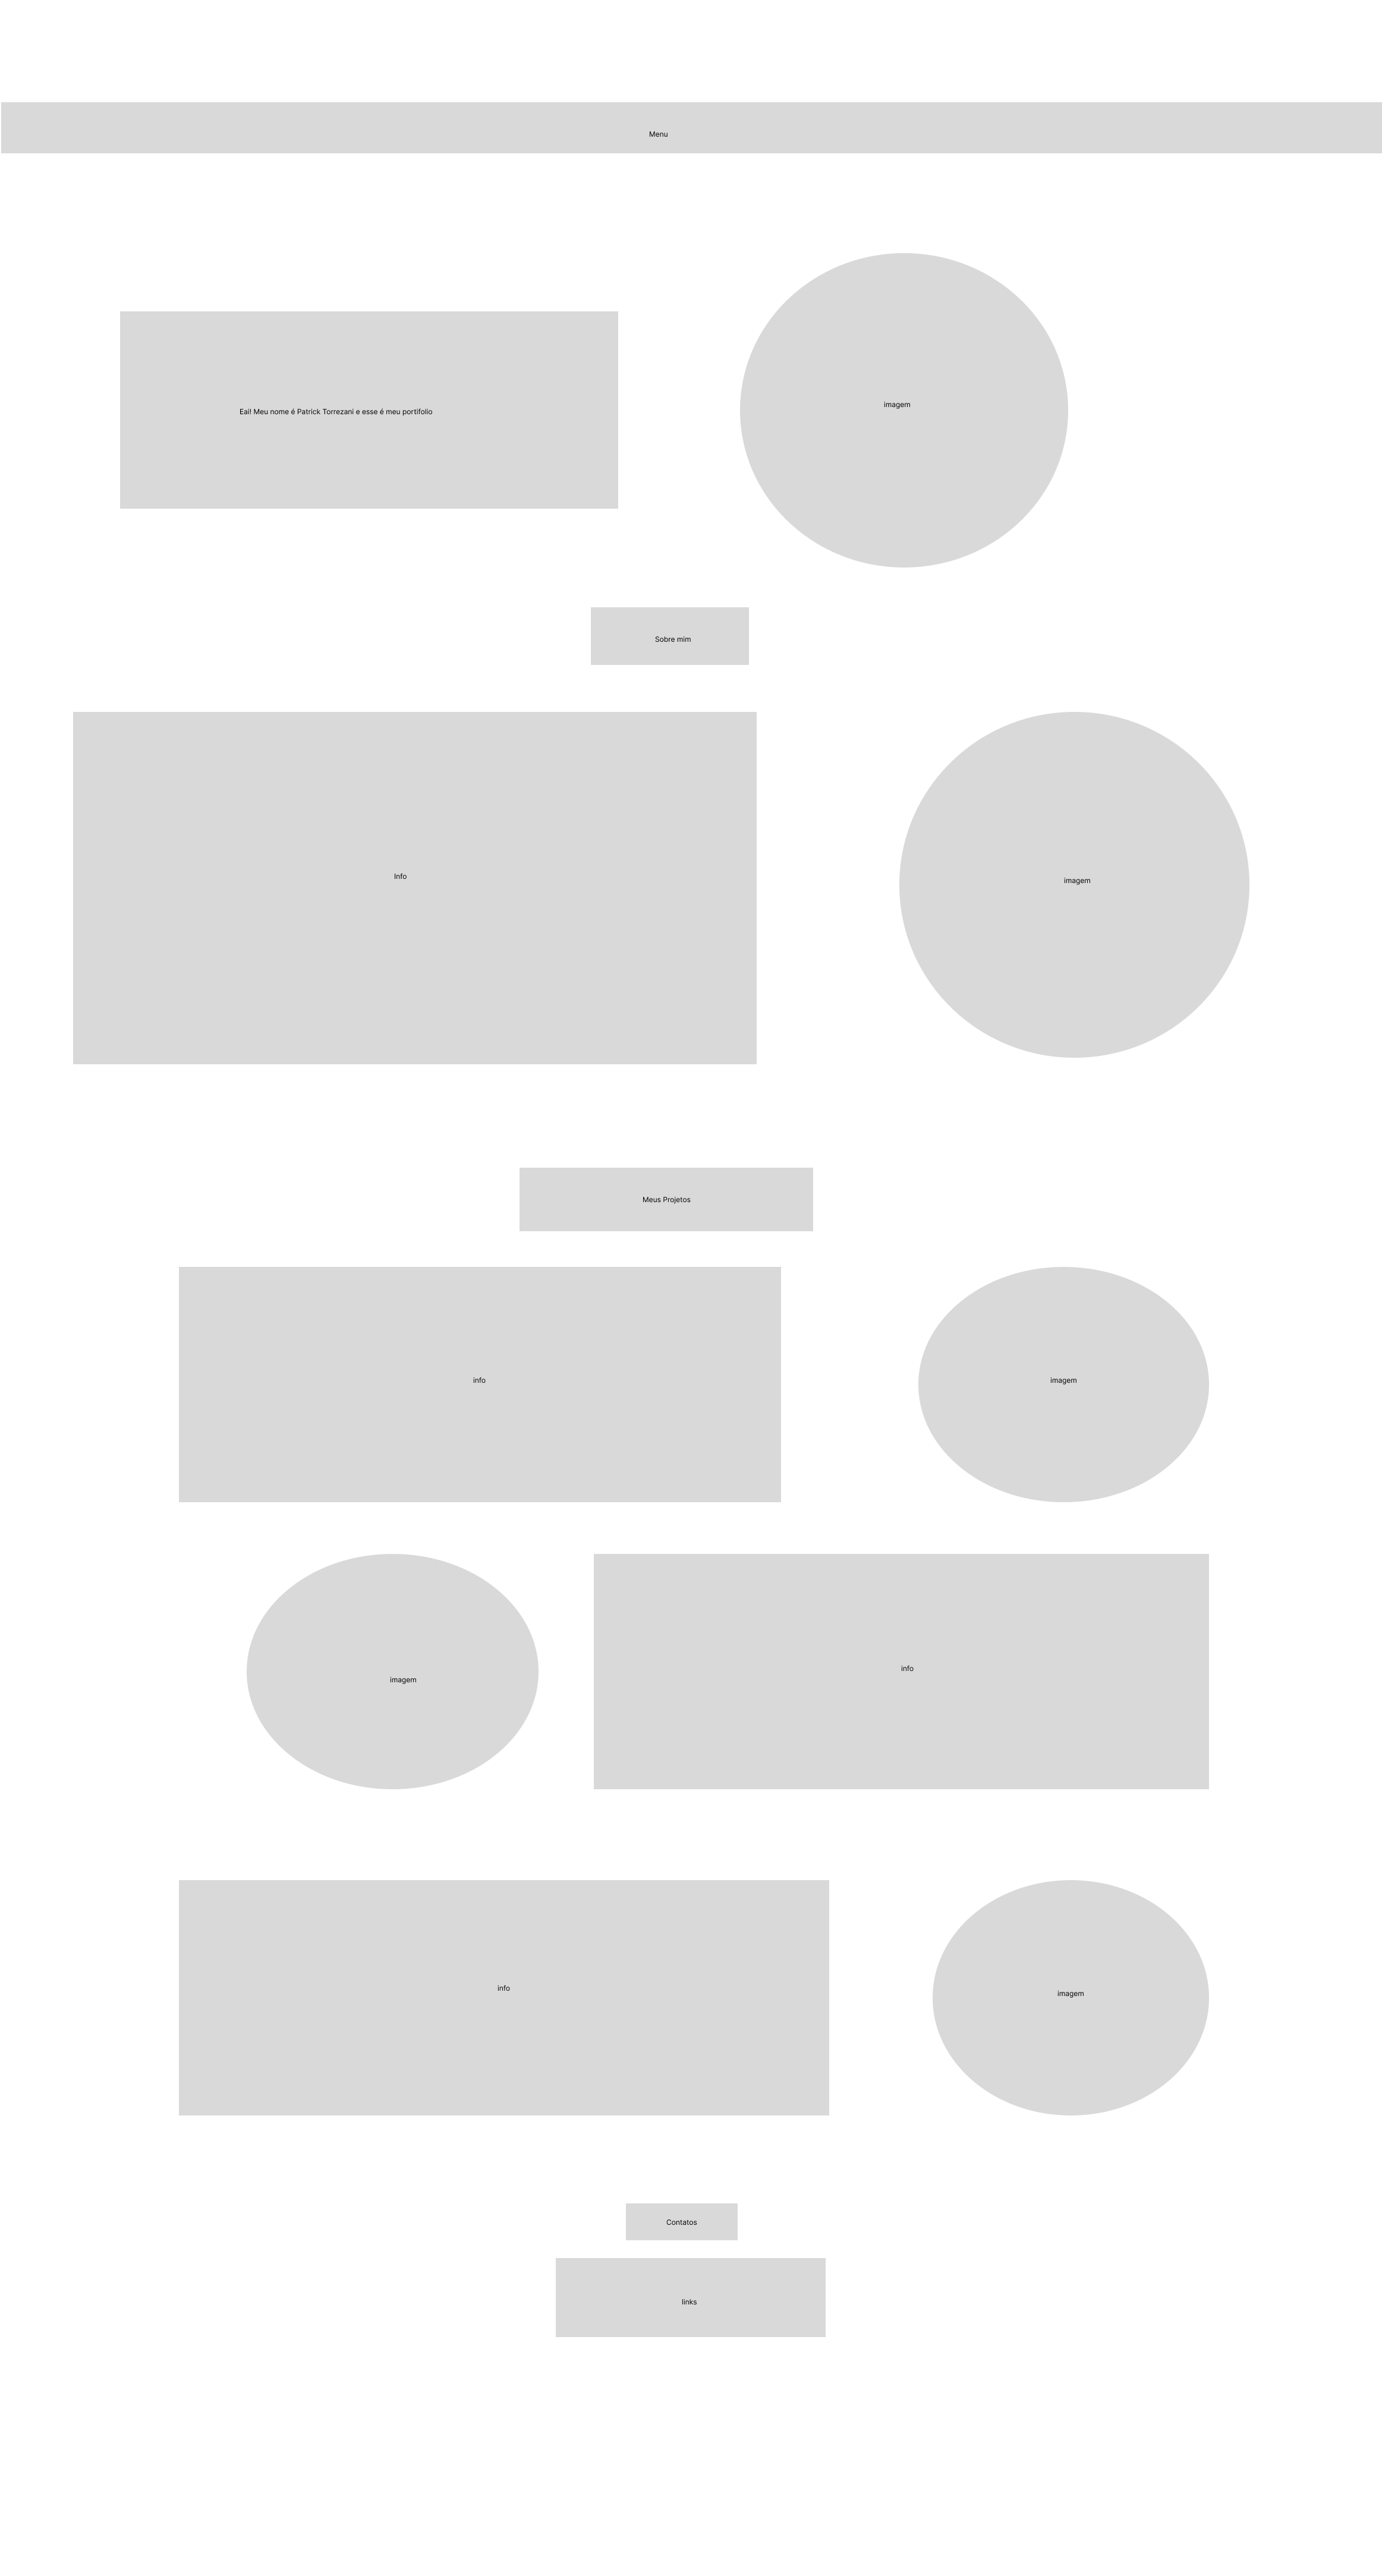 Menu
Eai! Meu nome é Patrick Torrezani e esse é meu portifolio
imagem
Sobre mim
Info
imagem
Meus Projetos
info
imagem
imagem
info
info
imagem
Contatos
links